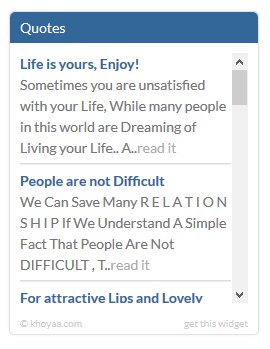 Quotes
Life is yours, Enjoy!
Sometimes you are unsatisfied
with your Life, While many people
in this world are Dreaming of
Living your Life.. A..read it
People are not Difficult
We Can Save Many R E L A T I O N
S H I P If We Understand A Simple
Fact That People Are Not
DIFFICULT , T..read it
For attractive Lips and Lovely
© khoyaa.com
get this widget